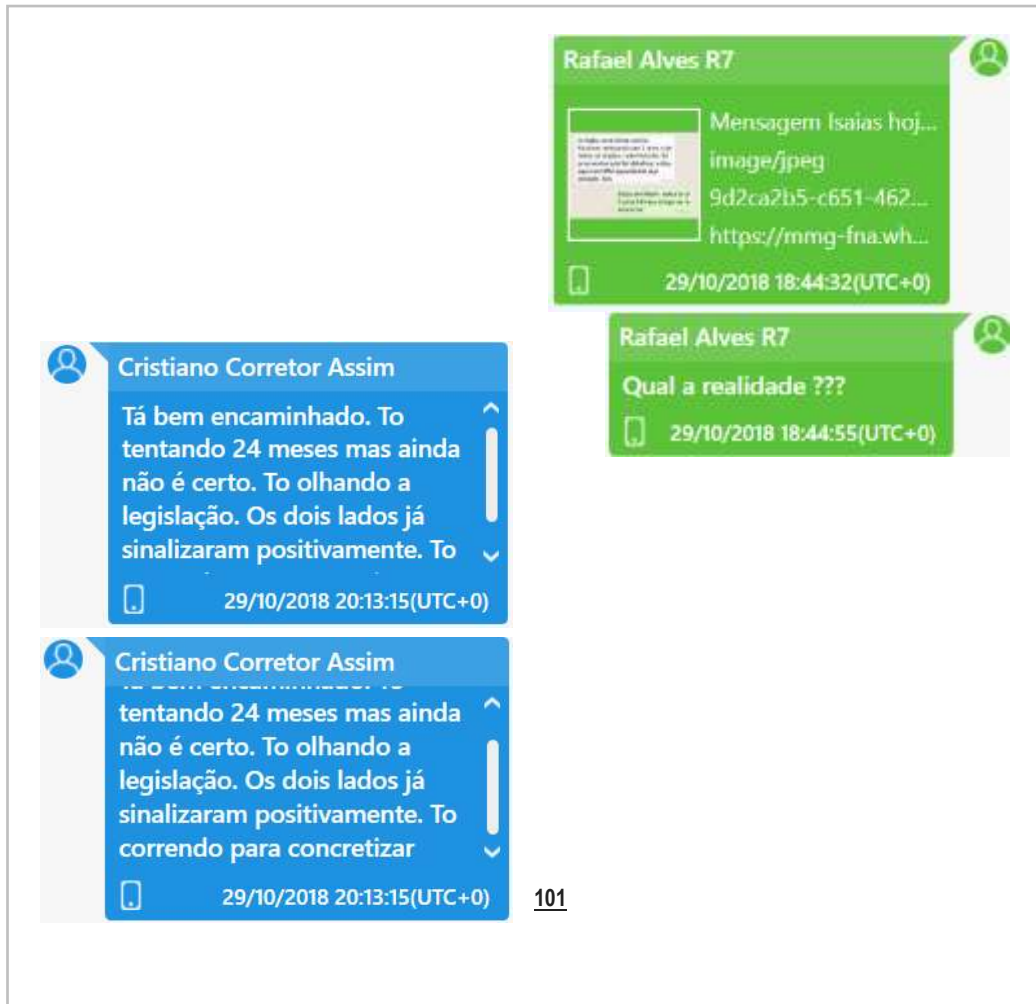 Rafael Alves R7
Mensagem Isaias hoj...
image/jpeg
9d2ca2b5-c651-462...
https://mmg-fna.wh...
29/10/2018 18:44:32(UTC+0)
Rafael Alves R7
Qual a realidade ???
29/10/2018 18:44:55(UTC+0)
Cristiano Corretor Assim
Tá bem encaminhado. To
tentando 24 meses mas ainda
não é certo. To olhando a
legislação. Os dois lados já
sinalizaram positivamente. To
29/10/2018 20:13:15(UTC+0)
Cristiano Corretor Assim
tentando 24 meses mas ainda
não é certo. To olhando a
legislação. Os dois lados já
sinalizaram positivamente. To
correndo para concretizar
29/10/2018 20:13:15(UTC+0)
101